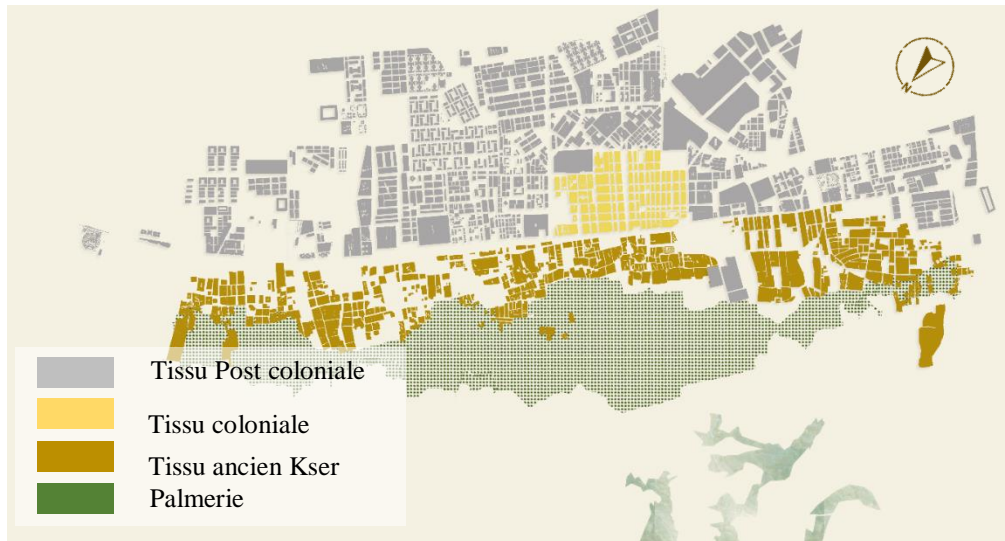 N
Tissu Post coloniale
Tissu coloniale
Tissu ancien Kser
Palmerie